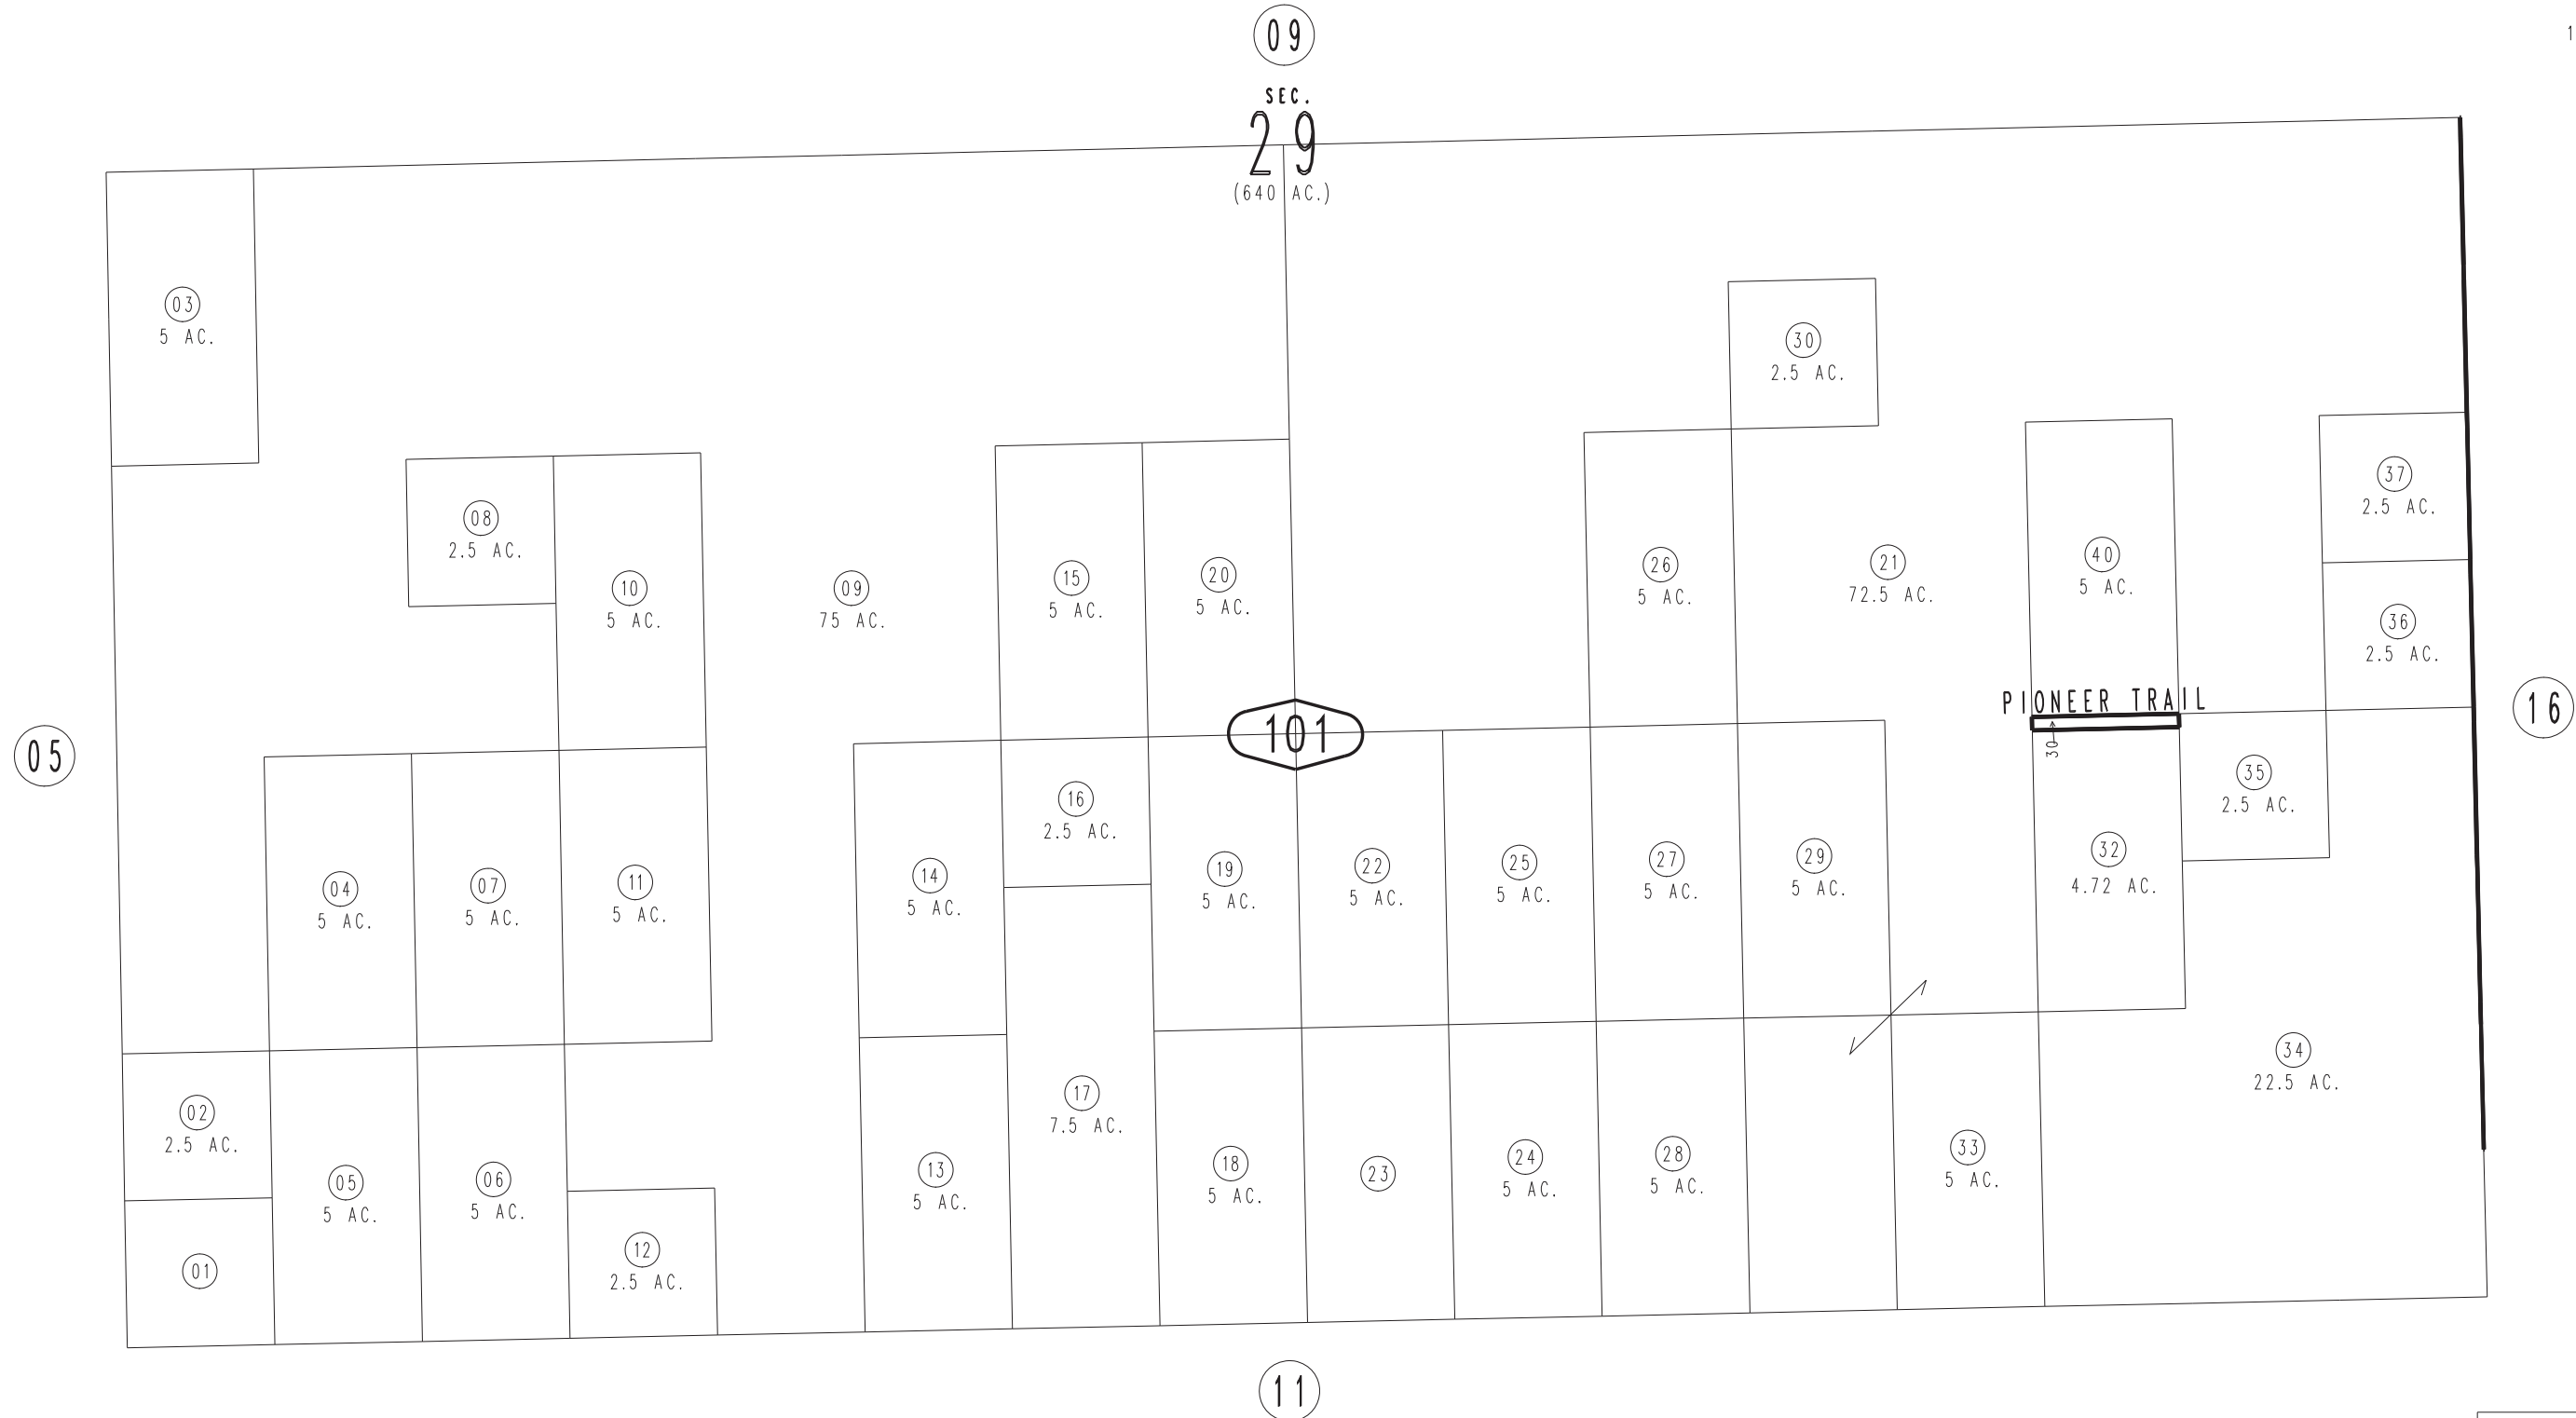 09
1
SEC.
29
(640 AC.)
03
5 AC.
30
2.5 AC.
37
2.5 AC.
08
2.5 AC.
10
5 AC.
09
75 AC.
15
5 AC.
20
5 AC.
26
5 AC.
21
72.5 AC.
40
5 AC.
36
2.5 AC.
05
101
PIONEER TRAIL
30
16
04
5 AC.
07
5 AC.
11
5 AC.
14
5 AC.
16
2.5 AC.
19
5 AC.
22
5 AC.
25
5 AC.
27
5 AC.
29
5 AC.
32
4.72 AC.
35
2.5 AC.
02
2.5 AC.
05
5 AC.
06
5 AC.
12
2.5 AC.
13
5 AC.
17
7.5 AC.
18
5 AC.
23
24
5 AC.
28
5 AC.
33
5 AC.
34
22.5 AC.
01
11